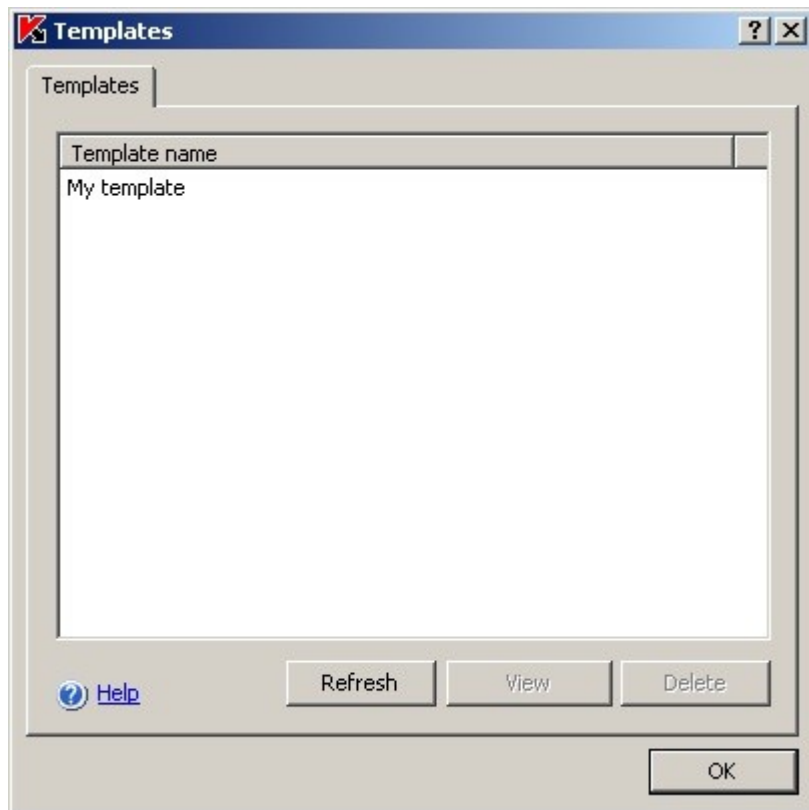 Templates
Templates
Template name
My template
Help
Refresh
View
Delete
OK